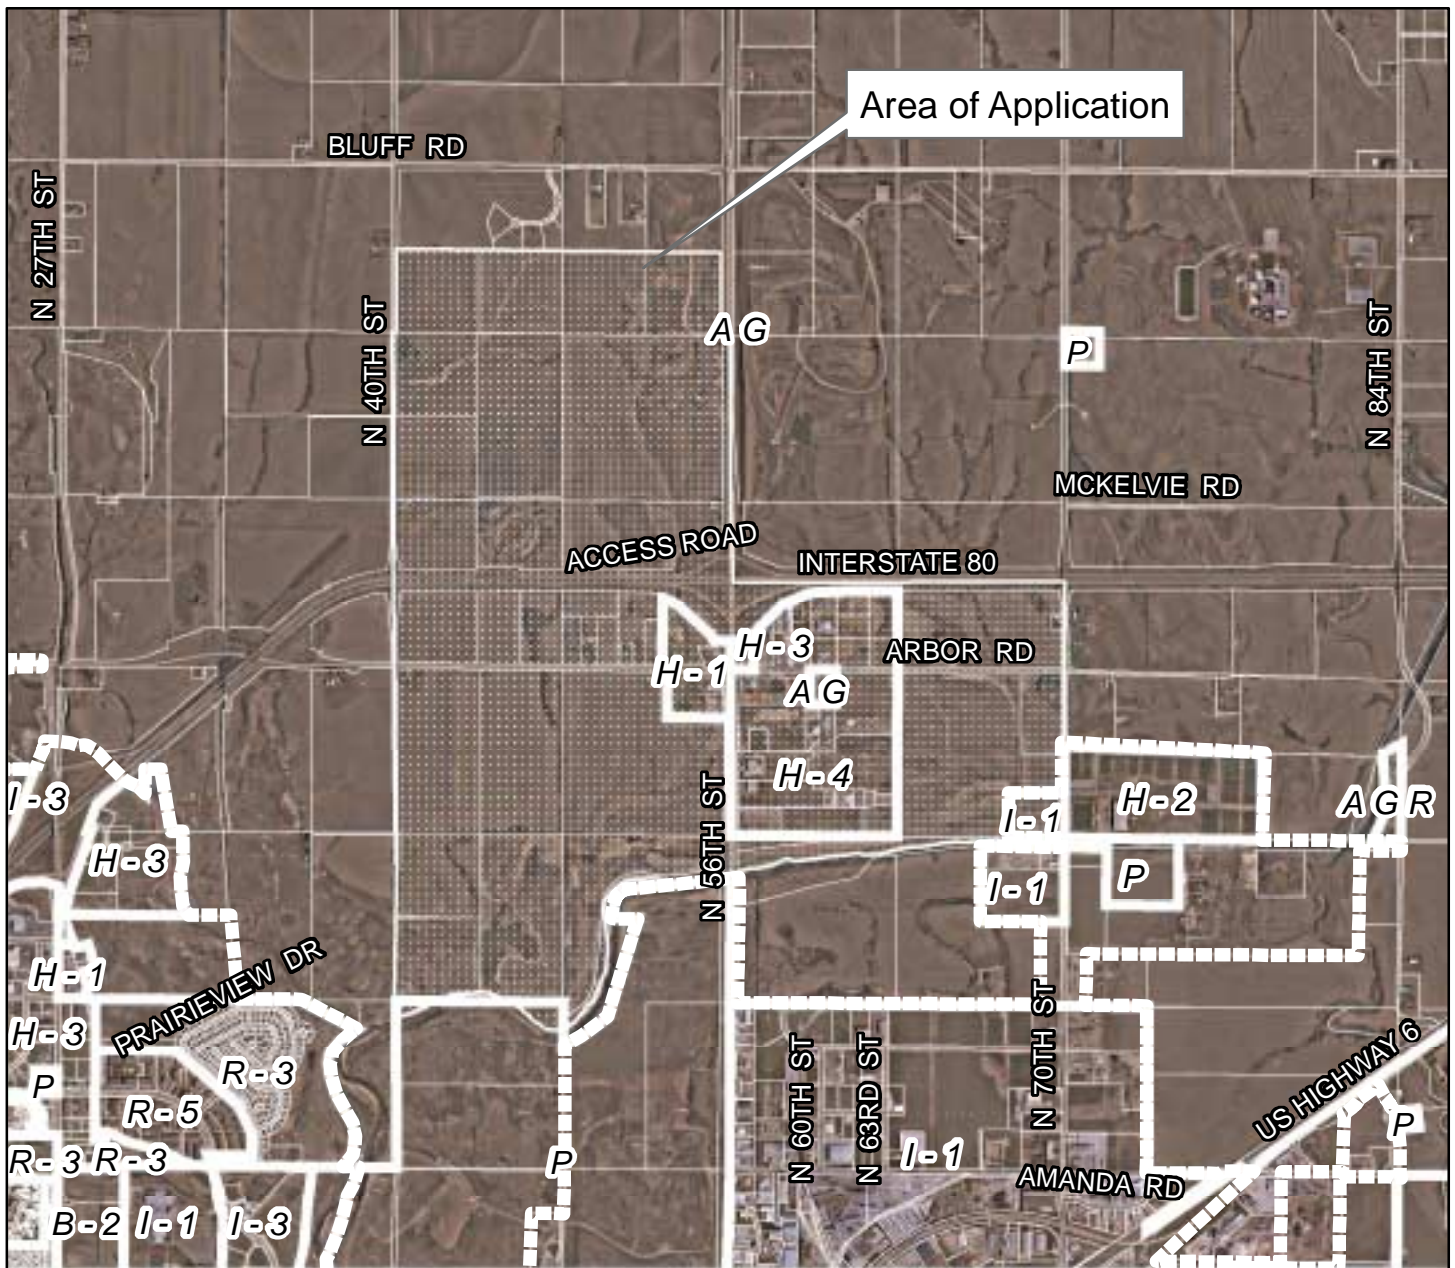 Area of Application
BLUFF RD
N 27TH ST
N 40TH ST
A G
P
N 84TH ST
MCKELVIE RD
ACCESS ROAD
INTERSTATE 80
H - 3
ARBOR RD
H - 1
A G
H - 4
I - 3
H - 2
A G R
I - 1
N 56TH ST
H - 3
I - 1
P
H - 1
PRAIRIEVIEW DR
H - 3
R - 3
P
R - 5
N 60TH ST
N 63RD ST
N 70TH ST
US HIGHWAY 6
P
R - 3
R - 3
P
I - 1
AMANDA RD
B - 2
I - 1
I - 3